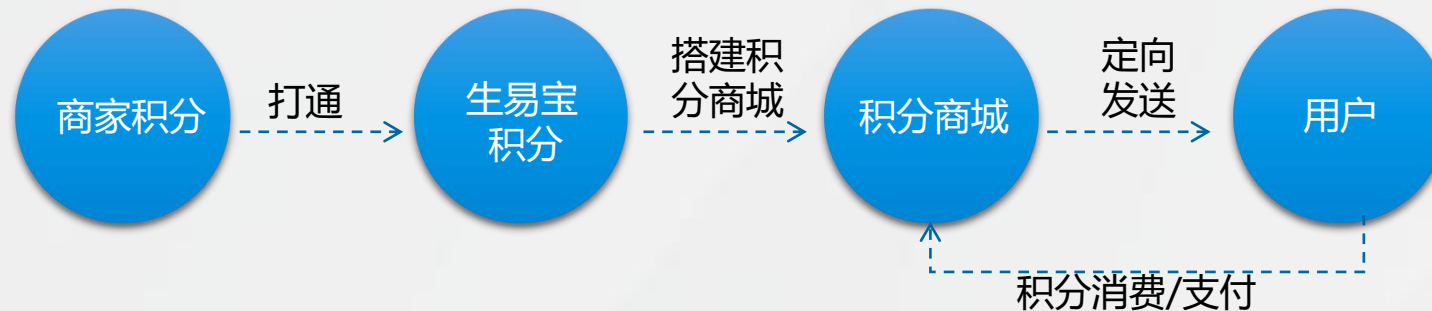 商家积分
打通
生易宝
积分
搭建积
分商城
积分商城
定向
发送
用户
积分消费/支付